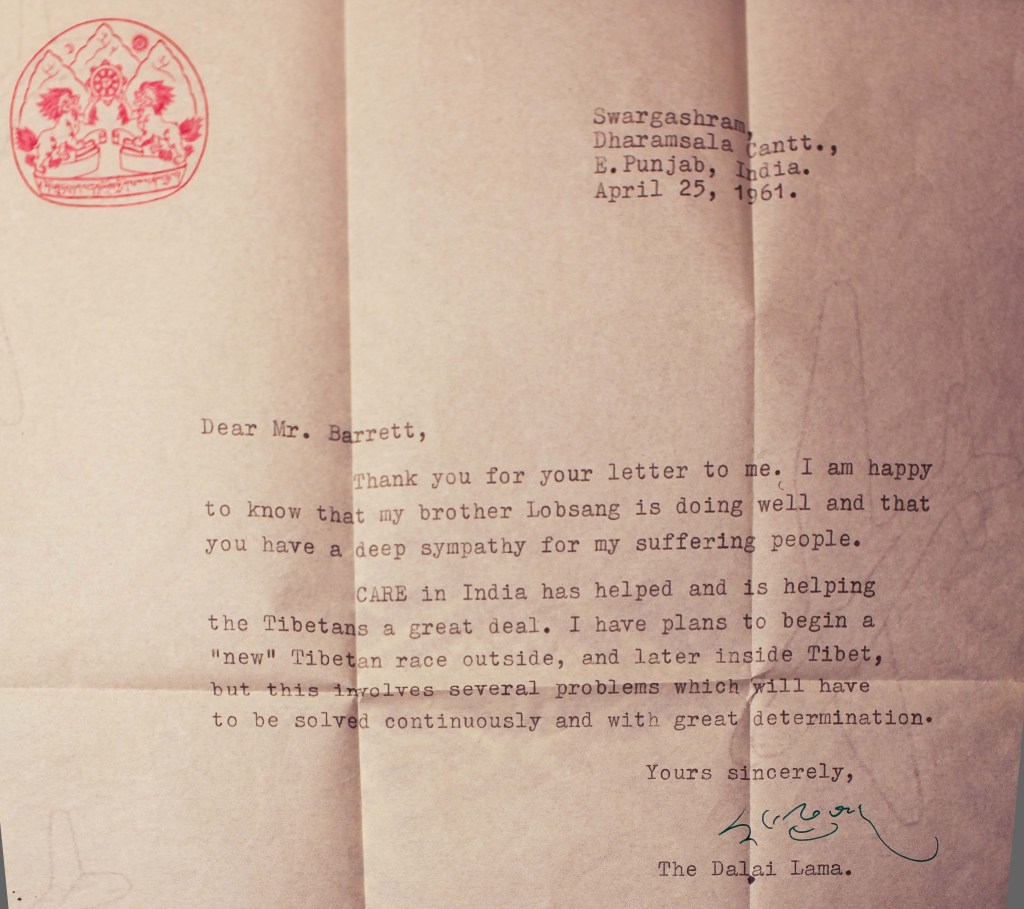 Swargashram,
Dharamsala Cantt.,
E.Punjab, India.
April 25, 1961.
Dear Mr. Barrett,
Thank you for your letter to me. I am happy
to know that my brother Lobsang is doing well and that
you have a deep sympathy for my suffering people.
CARE in India has helped and is helping
the Tibetans a great deal. I have plans to begin a
"new" Tibetan race outside, and later inside Tibet,
but this involves several problems which will have
to be solved continuously and with great determination.
Yours sincerely,
The Dalai Lama.